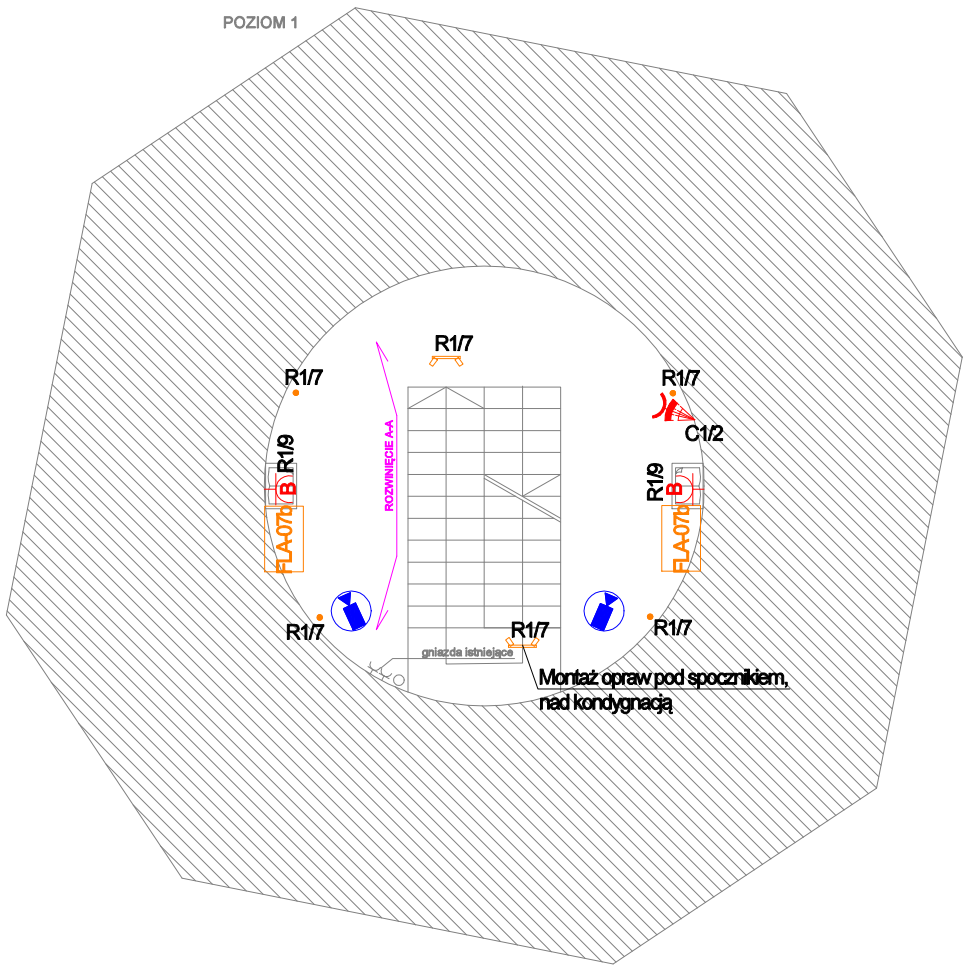 POZIOM 1
R1/7
R1/7
R1/7
C1/2
R1/9
R1/9
ROZWINIĘCIE A-A
B
B
FLA-07b
FLA-07b
R1/7
R1/7
R1/7
gniazda istniejące
Montaż opraw pod spocznikiem,
nad kondygnacją